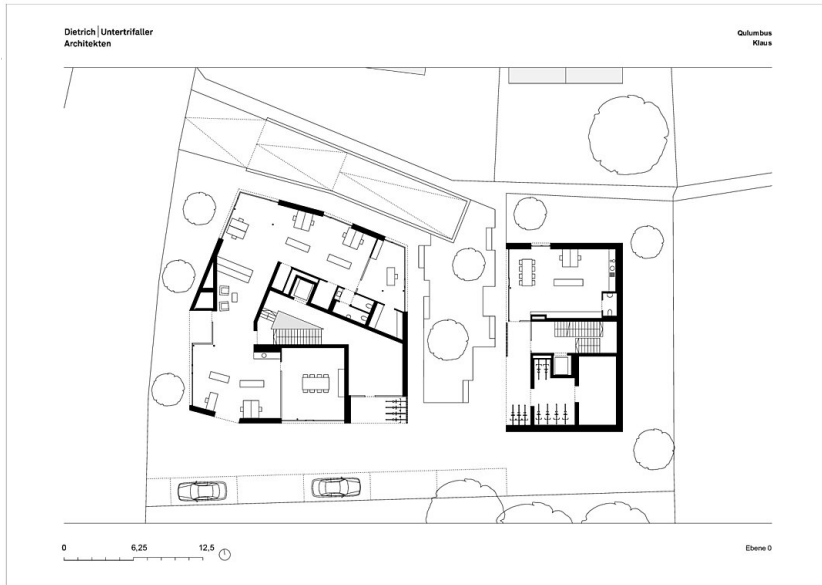 Dietrich | Untertrifaller
Architekten
Qulumbus
Klaus
0 6,25 12,5
Ebene 0